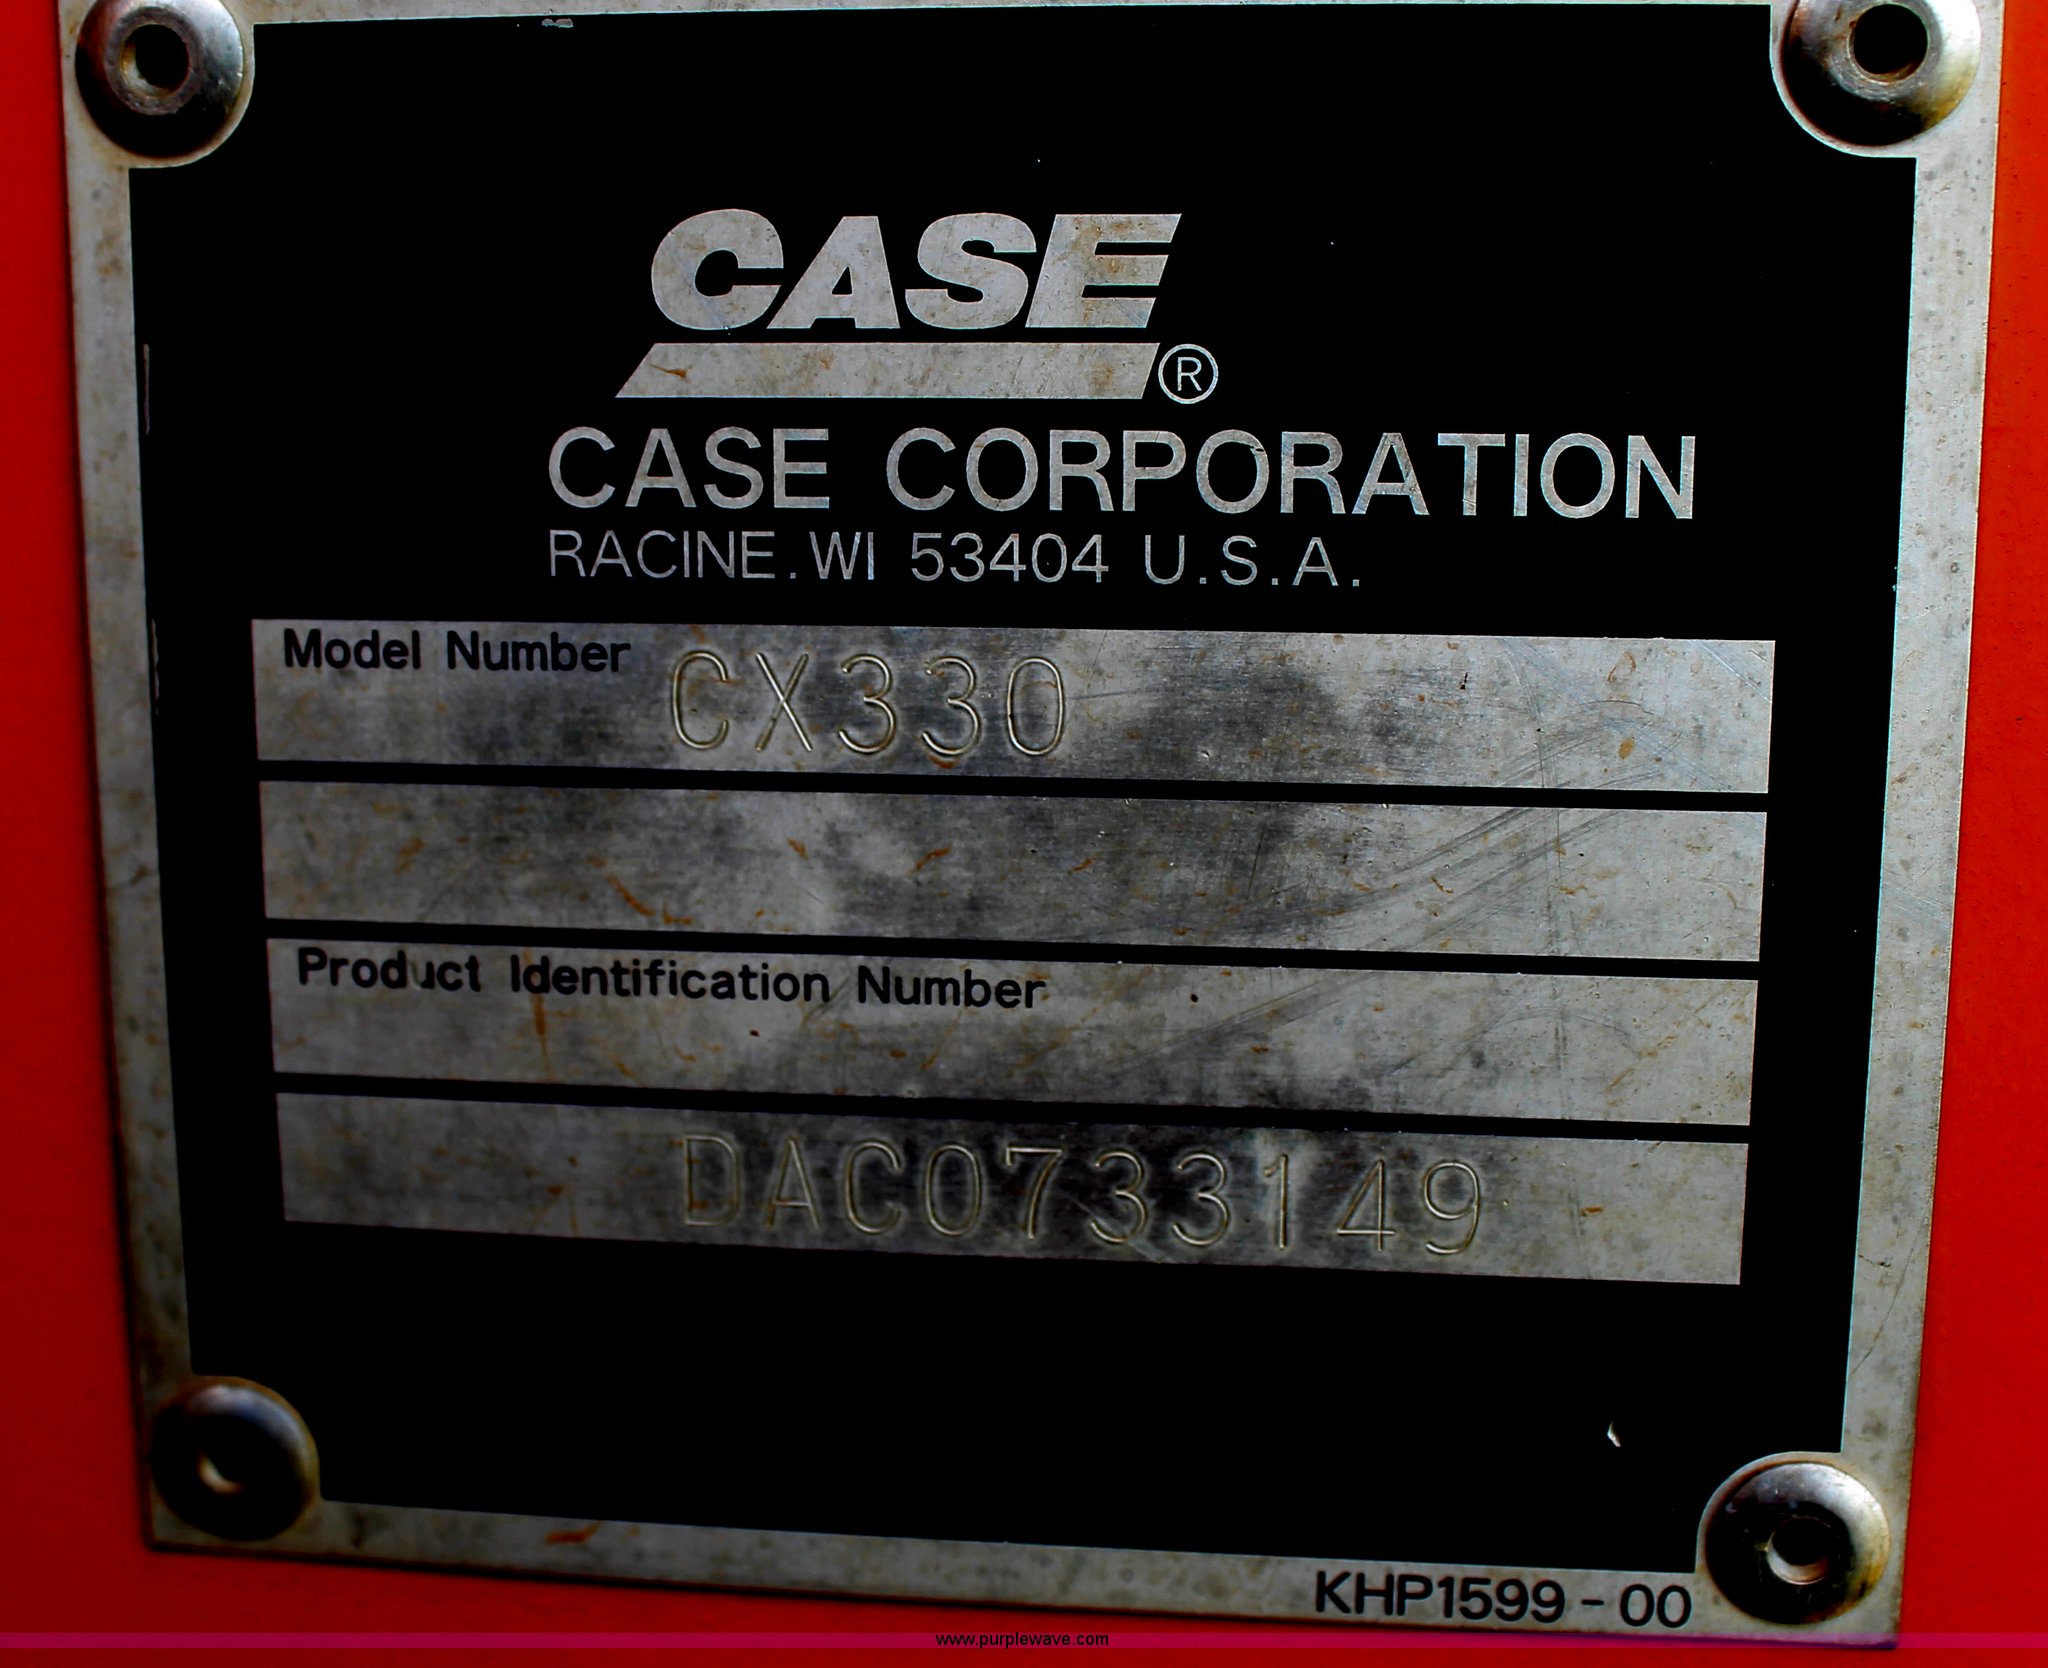 CASE
®
CASE CORPORATION
RACINE. WI 53404 U.S.A.
Model Number CX330
Product Identification Number
DAC0733149
KHP1599-00
www.purplewave.com